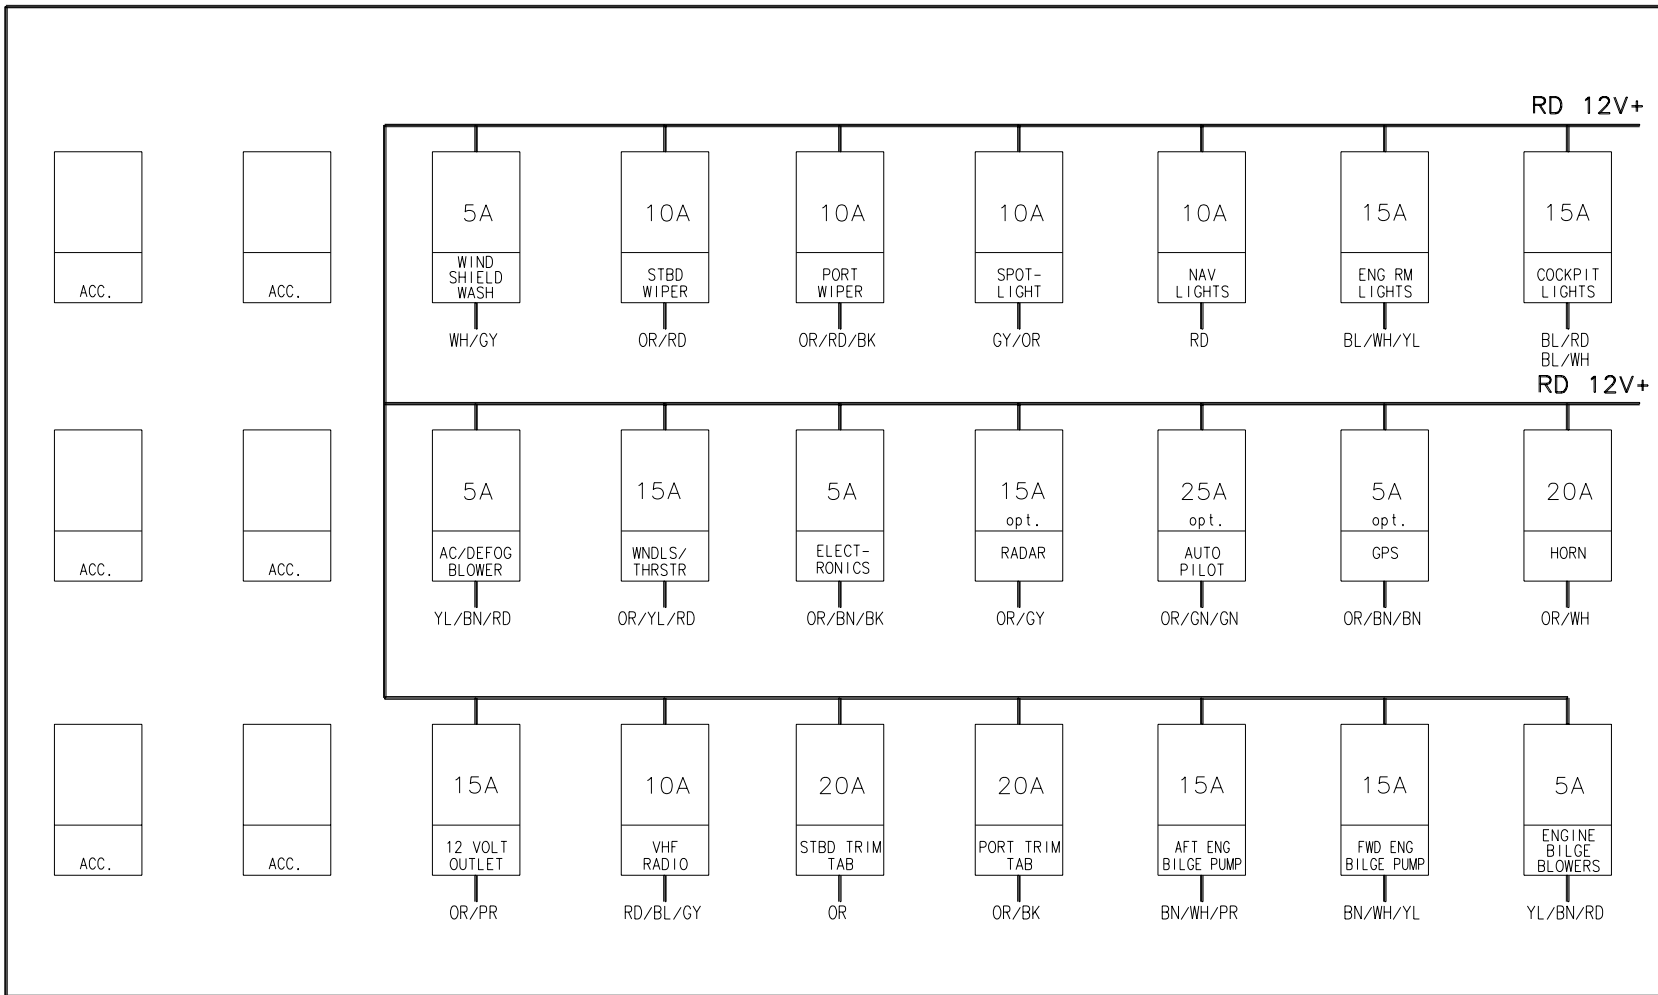 RD 12V+
5A
10A
10A
10A
10A
15A
15A
ACC.
ACC.
WIND
SHIELD
WASH
STBD
WIPER
PORT
WIPER
SPOT-
LIGHT
NAV
LIGHTS
ENG RM
LIGHTS
COCKPIT
LIGHTS
WH/GY
OR/RD
OR/RD/BK
GY/OR
RD
BL/WH/YL
BL/RD
BL/WH
RD 12V+
5A
15A
5A
15A
opt.
25A
opt.
5A
opt.
20A
ACC.
ACC.
AC/DEFOG
BLOWER
WNDLS/
THRSTR
ELECT-
RONICS
RADAR
AUTO
PILOT
GPS
HORN
YL/BN/RD
OR/YL/RD
OR/BN/BK
OR/GY
OR/GN/GN
OR/BN/BN
OR/WH
15A
10A
20A
20A
15A
15A
5A
ACC.
ACC.
12 VOLT
OUTLET
VHF
RADIO
STBD TRIM
TAB
PORT TRIM
TAB
AFT ENG
BILGE PUMP
FWD ENG
BILGE PUMP
ENGINE
BILGE
BLOWERS
OR/PR
RD/BL/GY
OR
OR/BK
BN/WH/PR
BN/WH/YL
YL/BN/RD